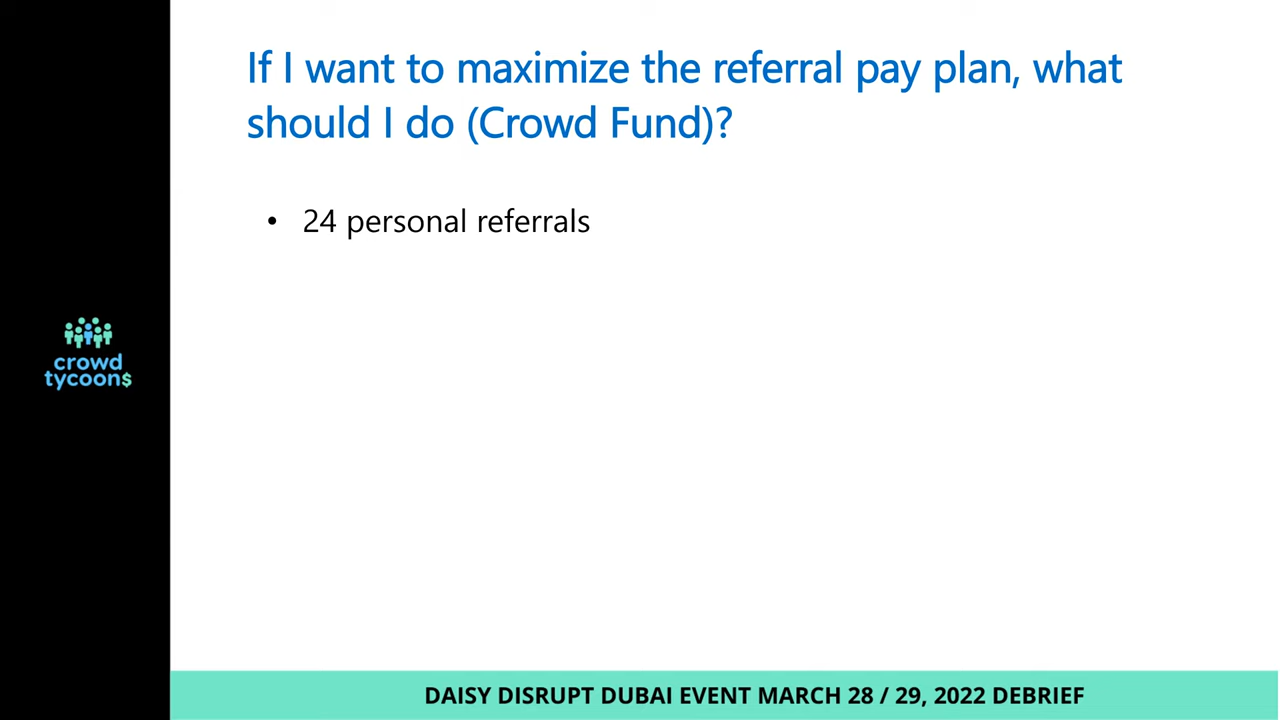 If I want to maximize the referral pay plan, what
should I do (Crowd Fund)?
• 24 personal referrals
crowd
tycoon$
DAISY DISRUPT DUBAI EVENT MARCH 28 / 29, 2022 DEBRIEF